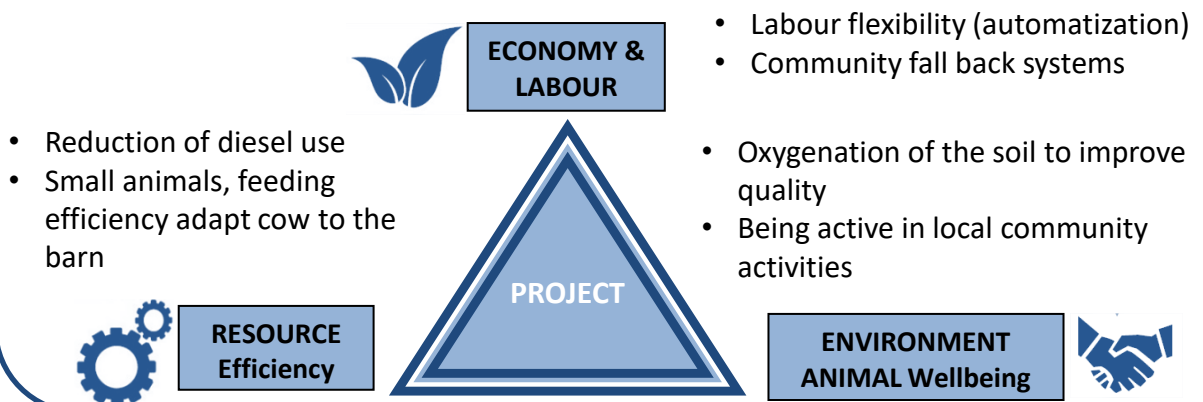 ECONOMY &
LABOUR
• Labour flexibility (automatization)
• Community fall back systems
• Reduction of diesel use
• Small animals, feeding
efficiency adapt cow to the
barn
• Oxygenation of the soil to improve
quality
• Being active in local community
activities
PROJECT
RESOURCE
Efficiency
ENVIRONMENT
ANIMAL Wellbeing